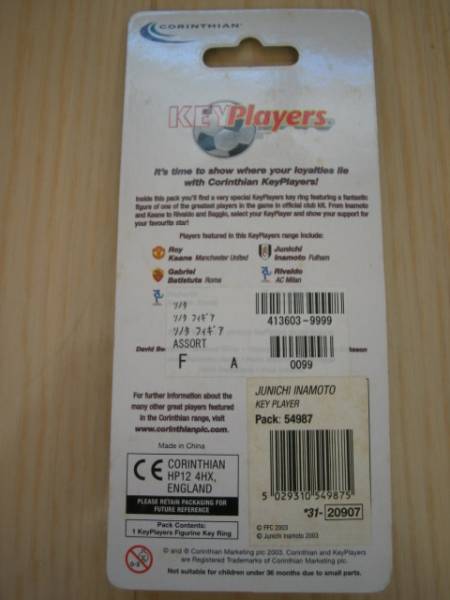 CORINTHIAN
KEYPlayers
It's time to show where your loyalties lie
with Corinthian KeyPlayers!
Inside this pack you'll find a very special KeyPlayers key ring featuring a fantastic
figure of one of the greatest players in the game in official club kit. From Inamoto
and Keane to Rivaldo and Baggio, select your KeyPlayer and show your support for
your favourite star!
Players featured in this KeyPlayers range include:
Roy
Keane Manchester United
Junichi
Inamoto Fulham
Gabriel
Batistuta Roma
Rivaldo
AC Milan
ソノタ
ソノタ フィギア
ソノタ フィギア
ASSORT
F A
413603-9999
0099
David Be
For further information about the
many other great players featured
in the Corinthian range, visit
www.corinthianplc.com
Made in China
CE CORINTHIAN
HP12 4HX,
ENGLAND
PLEASE RETAIN PACKAGING FOR
FUTURE REFERENCE
Pack Contents:
1 KeyPlayers Figurine Key Ring
JUNICHI INAMOTO
KEY PLAYER
Pack: 54987
5 029310 549875
*31- 20907
© FFC 2003
© Junichi Inamoto 2003
0-3
® and © Corinthian Marketing plc 2003. Corinthian and KeyPlayers
are Registered Trademarks of Corinthian Marketing plc.
Not suitable for children under 36 months due to small parts.